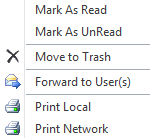 Mark As Read
Mark As UnRead
Move to Trash
Forward to User(s)
Print Local
Print Network